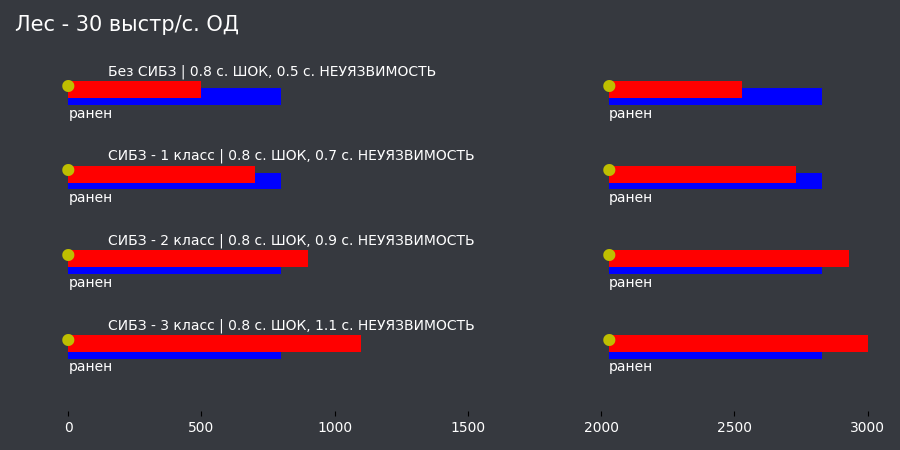 Лес - 30 выстр/с. ОД
Без СИБЗ | 0.8 с. ШОК, 0.5 с. НЕУЯЗВИМОСТЬ
ранен
ранен
СИБЗ - 1 класс | 0.8 с. ШОК, 0.7 с. НЕУЯЗВИМОСТЬ
ранен
ранен
СИБЗ - 2 класс | 0.8 с. ШОК, 0.9 с. НЕУЯЗВИМОСТЬ
ранен
ранен
СИБЗ - 3 класс | 0.8 с. ШОК, 1.1 с. НЕУЯЗВИМОСТЬ
ранен
ранен
0 500 1000 1500 2000 2500 3000